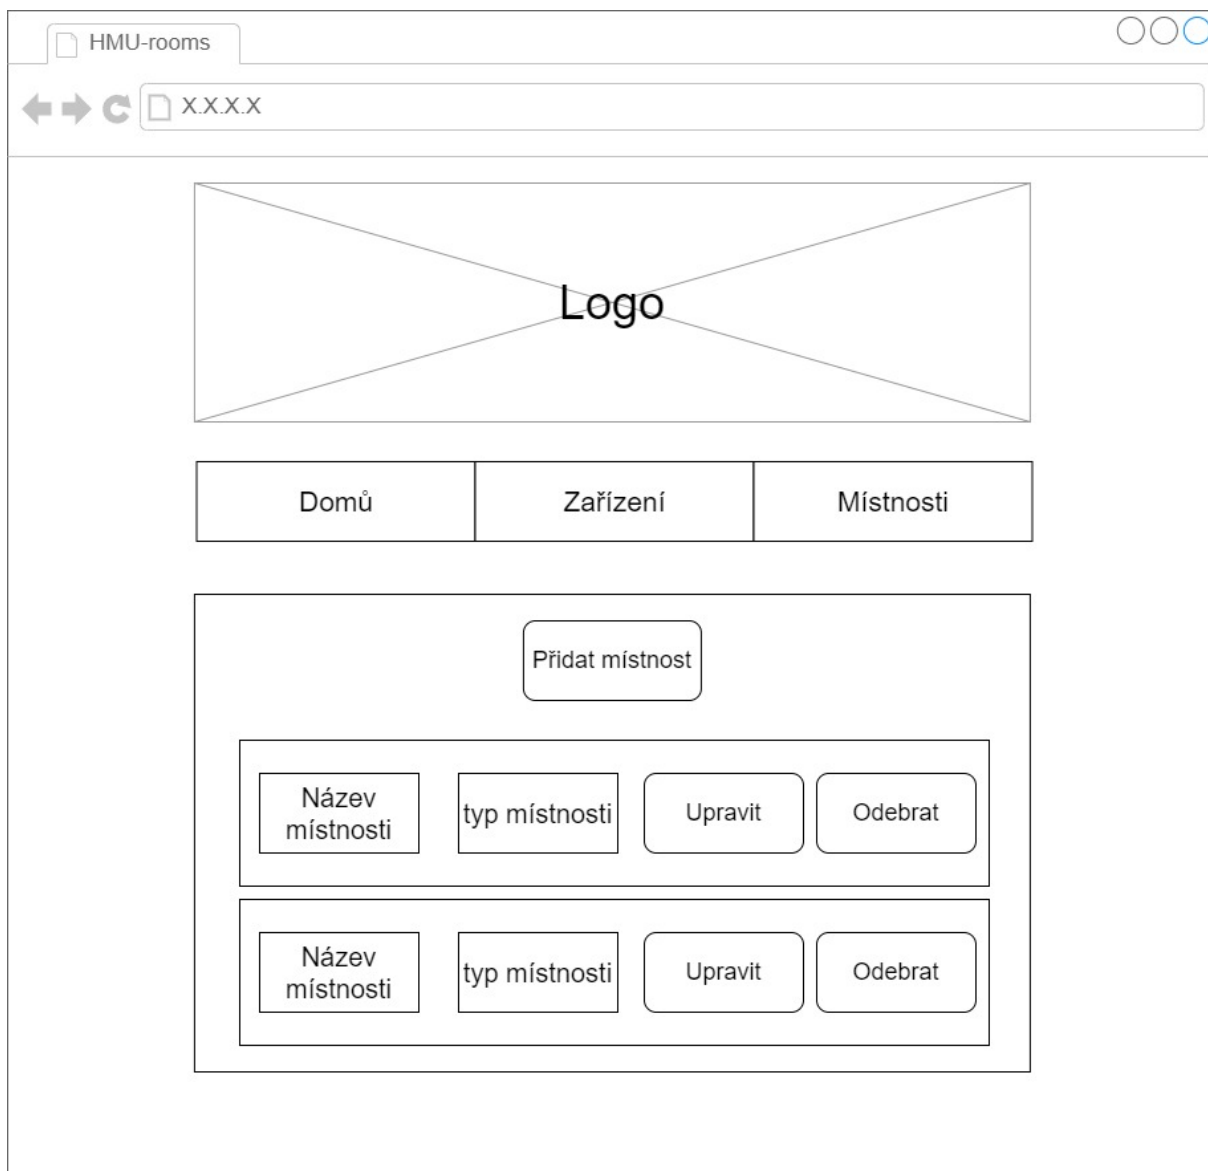 HMU-rooms
X.X.X.X
Logo
Domů Zařízení Místnosti
Přidat místnost
Název
místnosti
typ místnosti
Upravit
Odebrat
Název
místnosti
typ místnosti
Upravit
Odebrat